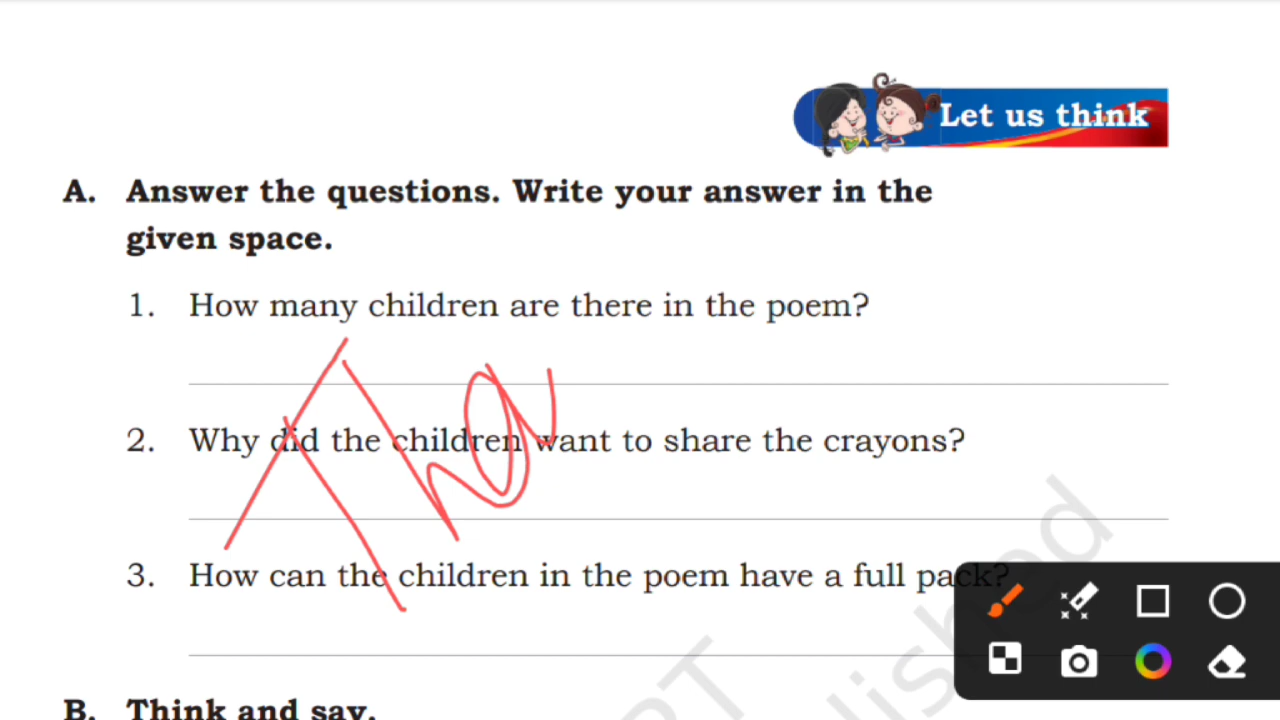 Let us think
A. Answer the questions. Write your answer in the
given space.
1. How many children are there in the poem?
Tha
2. Why did the children want to share the crayons?
3. How can the children in the poem have a full pack?
B. Think and say.